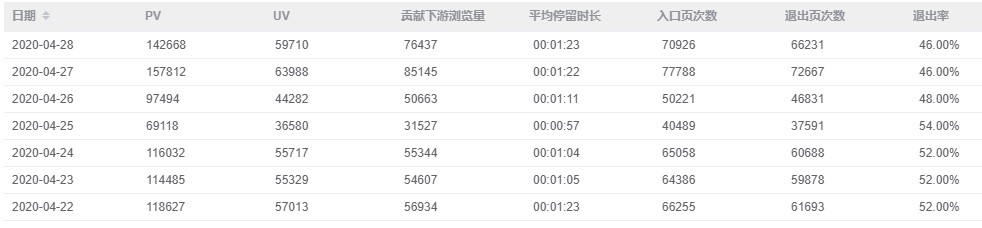 日期 PV UV 贡献下游浏览量 平均停留时长 入口页次数 退出页次数 退出率
2020-04-28 142668 59710 76437 00:01:23 70926 66231 46.00%
2020-04-27 157812 63988 85145 00:01:22 77788 72667 46.00%
2020-04-26 97494 44282 50663 00:01:11 50221 46831 48.00%
2020-04-25 69118 36580 31527 00:00:57 40489 37591 54.00%
2020-04-24 116032 55717 55344 00:01:04 65058 60688 52.00%
2020-04-23 114485 55329 54607 00:01:05 64386 59878 52.00%
2020-04-22 118627 57013 56934 00:01:23 66255 61693 52.00%